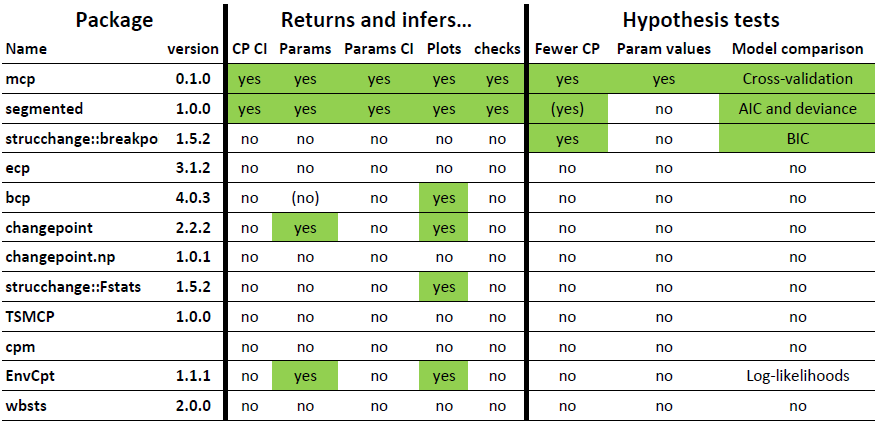 Package Returns and infers... Hypothesis tests
Name version CP CI Params Params CI Plots checks Fewer CP Param values Model comparison
mcp 0.1.0 yes yes yes yes yes yes yes Cross-validation
segmented 1.0.0 yes yes yes yes yes (yes) no AIC and deviance
strucchange::breakpo 1.5.2 no no no no no yes no BIC
ecp 3.1.2 no no no no no no no no
bcp 4.0.3 no (no) no yes no no no no
changepoint 2.2.2 no yes no yes no no no no
changepoint.np 1.0.1 no no no no no no no no
strucchange::Fstats 1.5.2 no no no yes no no no no
TSMCP 1.0.0 no no no no no no no no
cpm no no no no no no no no
EnvCpt 1.1.1 no yes no yes no no no Log-likelihoods
wbsts 2.0.0 no no no no no no no no